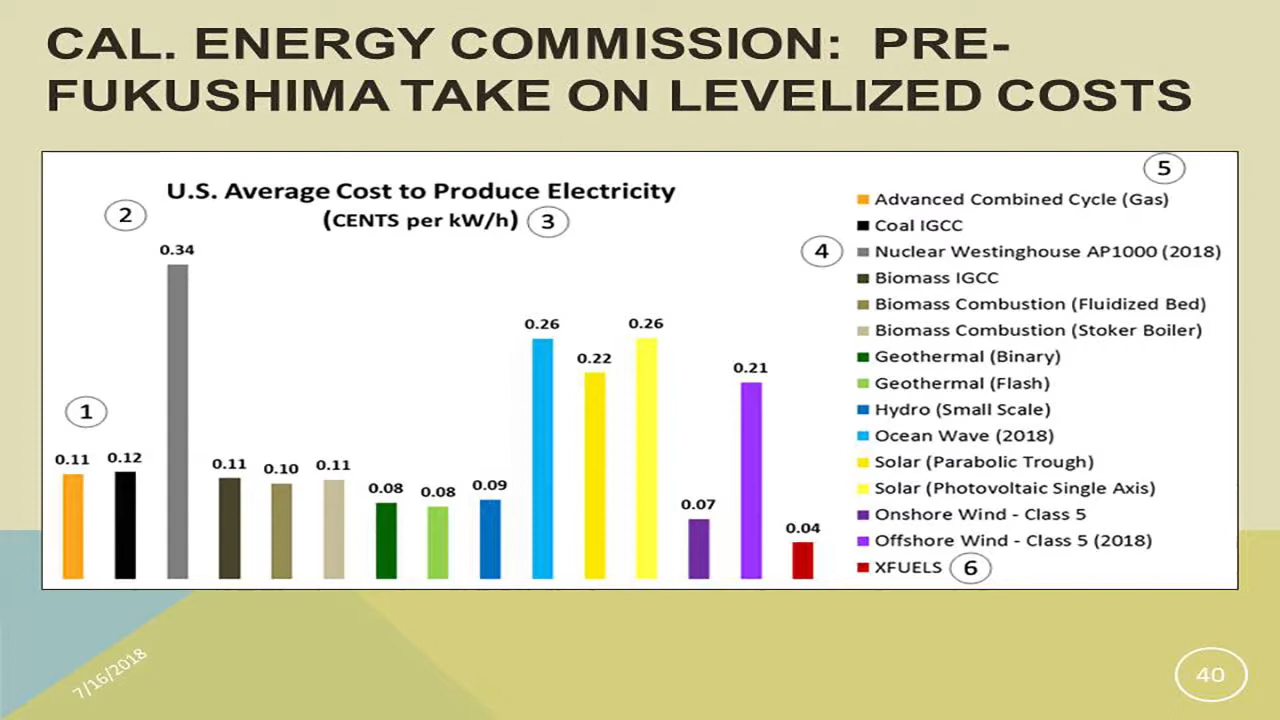 CAL. ENERGY COMMISSION: PRE-
FUKUSHIMA TAKE ON LEVELIZED COSTS
U.S. Average Cost to Produce Electricity
(CENTS per kW/h)
1
2
3
4
5
6
0.11
0.12
0.34
0.11
0.10
0.11
0.08
0.08
0.09
0.26
0.22
0.26
0.07
0.21
0.04
Advanced Combined Cycle (Gas)
Coal IGCC
Nuclear Westinghouse AP1000 (2018)
Biomass IGCC
Biomass Combustion (Fluidized Bed)
Biomass Combustion (Stoker Boiler)
Geothermal (Binary)
Geothermal (Flash)
Hydro (Small Scale)
Ocean Wave (2018)
Solar (Parabolic Trough)
Solar (Photovoltaic Single Axis)
Onshore Wind - Class 5
Offshore Wind - Class 5 (2018)
XFUELS
7/16/2018
40